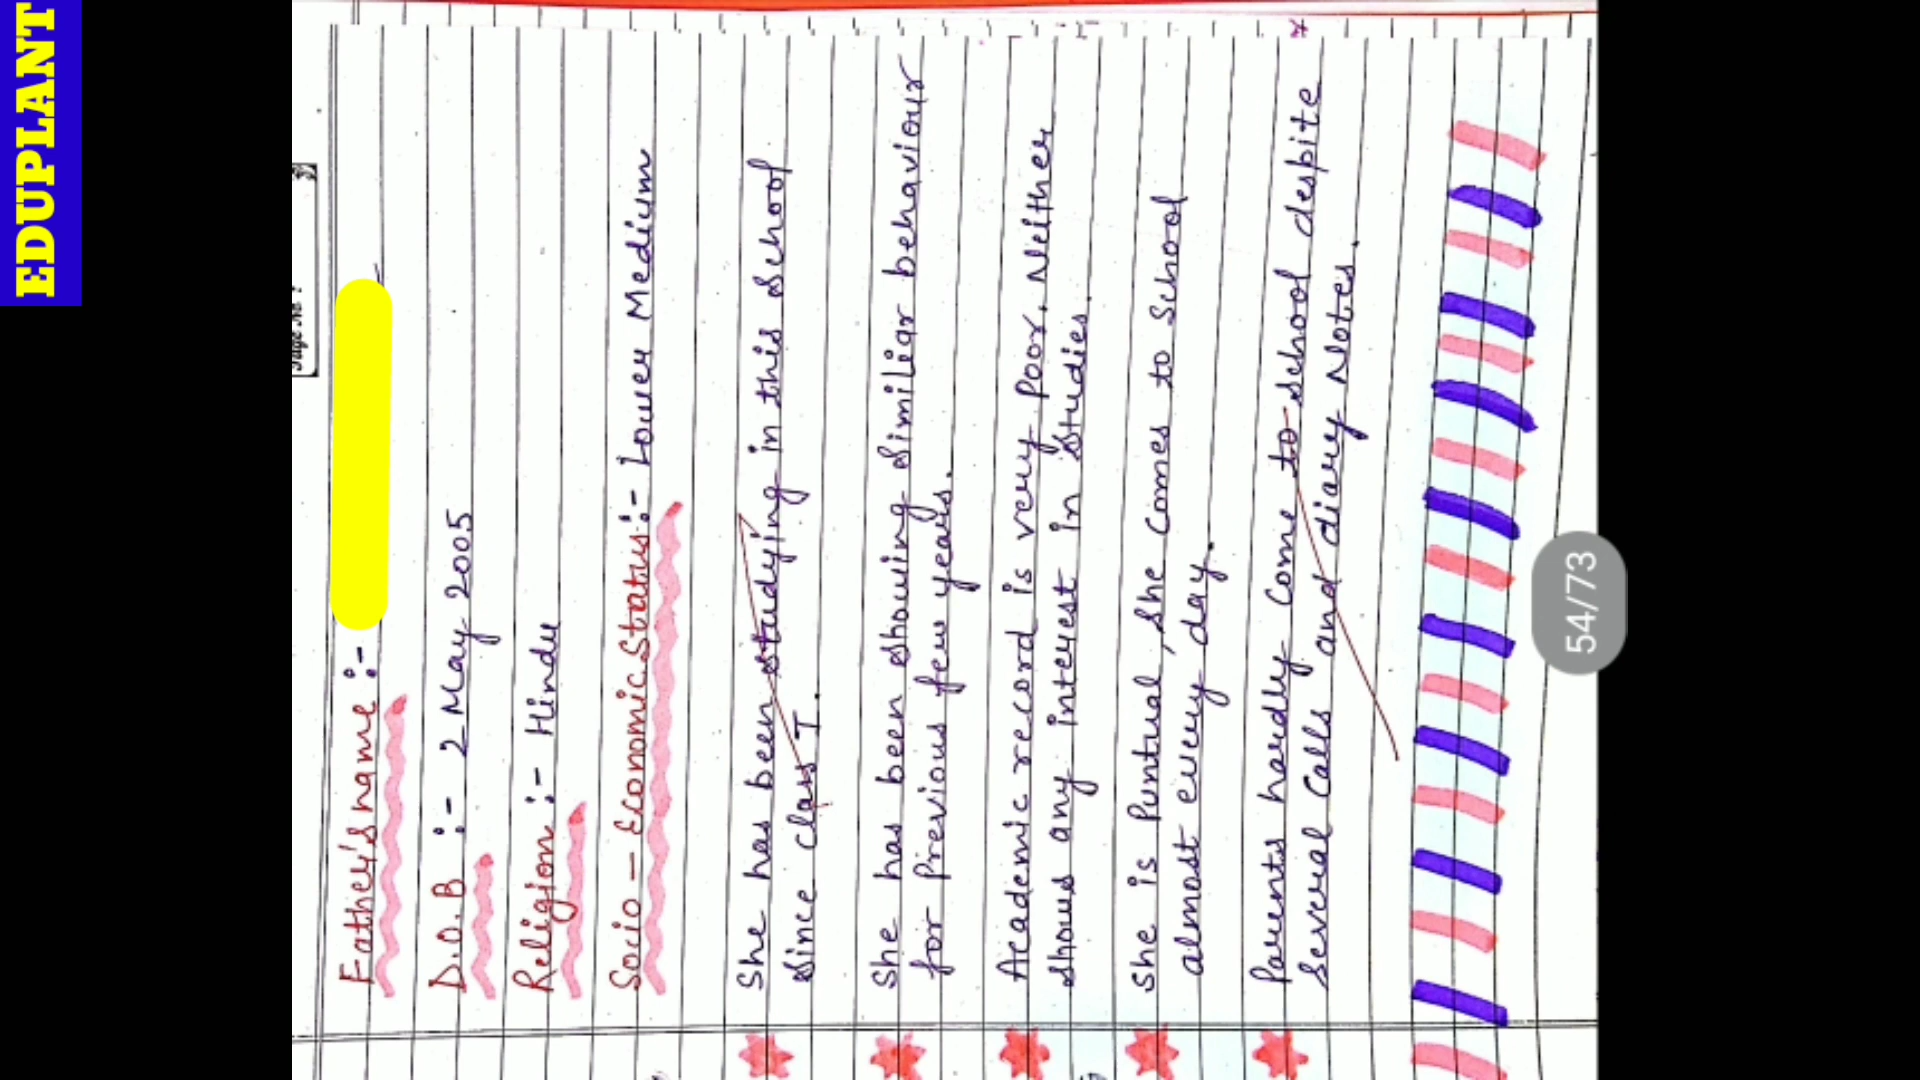 EDUPLANT
Page No.
Father's name :-
D.O.B :- 2 May 2005
Religion :- Hindu
Socio - Economic Status :- Lower Medium
She has been studying in this school
since class I.
She has been showing similiar behaviour
for previous few years.
Academic record is very poor. Neither
shows any interest in studies.
She is Puntual, she comes to school
almost every day.
Parents hardly come to school despite
several calls and diary Notes.
54/73